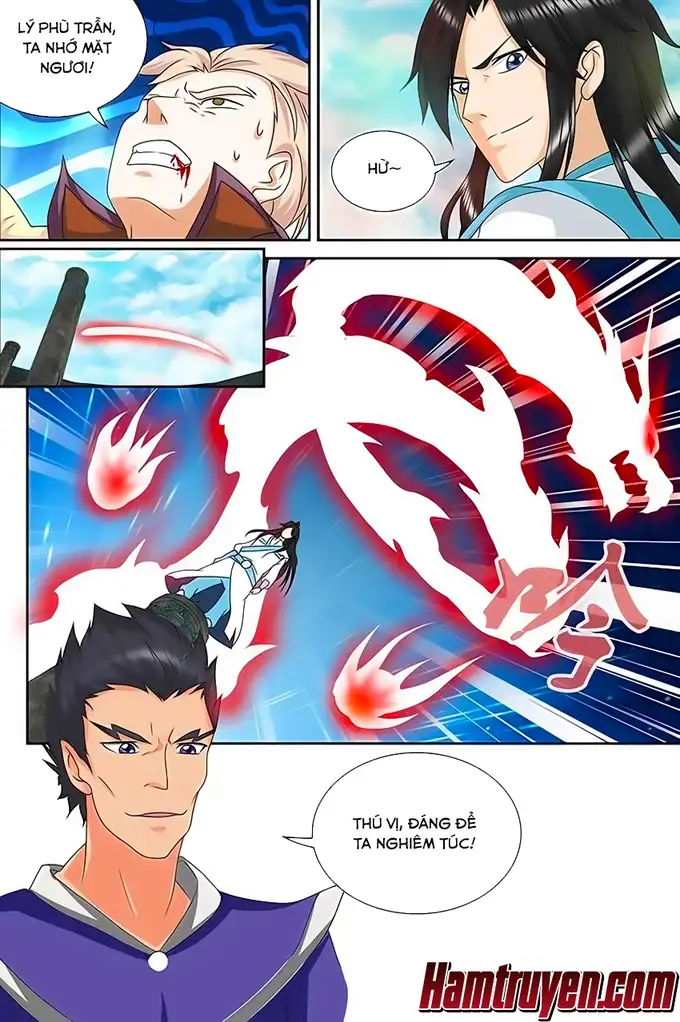 LÝ PHÙ TRẦN,
TA NHỚ MẶT
NGƯƠI!
HỪ~
吟
THÚ VỊ, ĐÁNG ĐỂ
TA NGHIÊM TÚC!
Hamtruyen.com